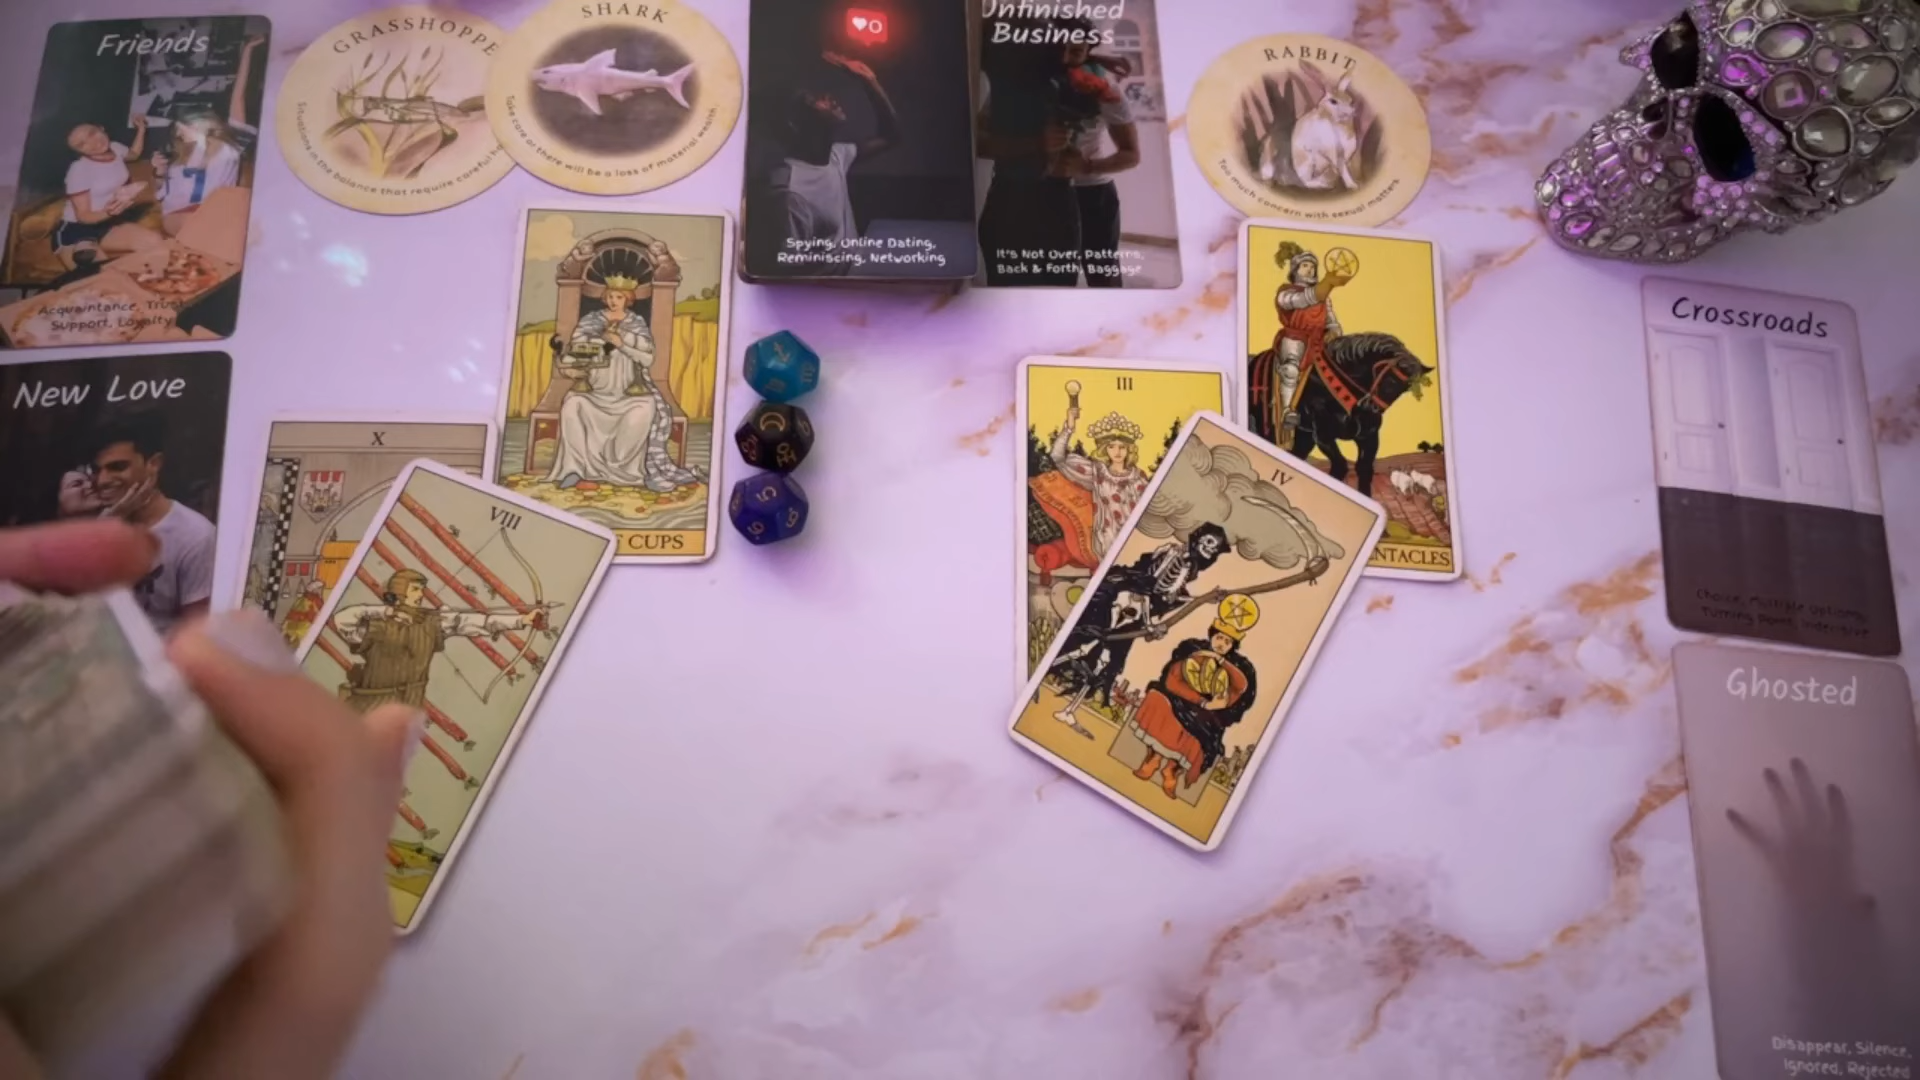 Friends
Acquaintance, Trust
Support, Loyalty
New Love
GRASSHOPPE
Situations in the balance that require careful
SHARK
Take care or there will be a loss of material wealth.
0
Spying, Online Dating,
Reminiscing, Networking
Unfinished
Business
It's Not Over, Patterns,
Back & Forth, Baggage
RABBIT
Too much concern with sexual matters.
X
VIII
CUPS
III
IV
NTACLES
Crossroads
Choice, Multiple Options,
Turning Point, Indecisive
Ghosted
Disappear, Silence,
Ignored, Rejected